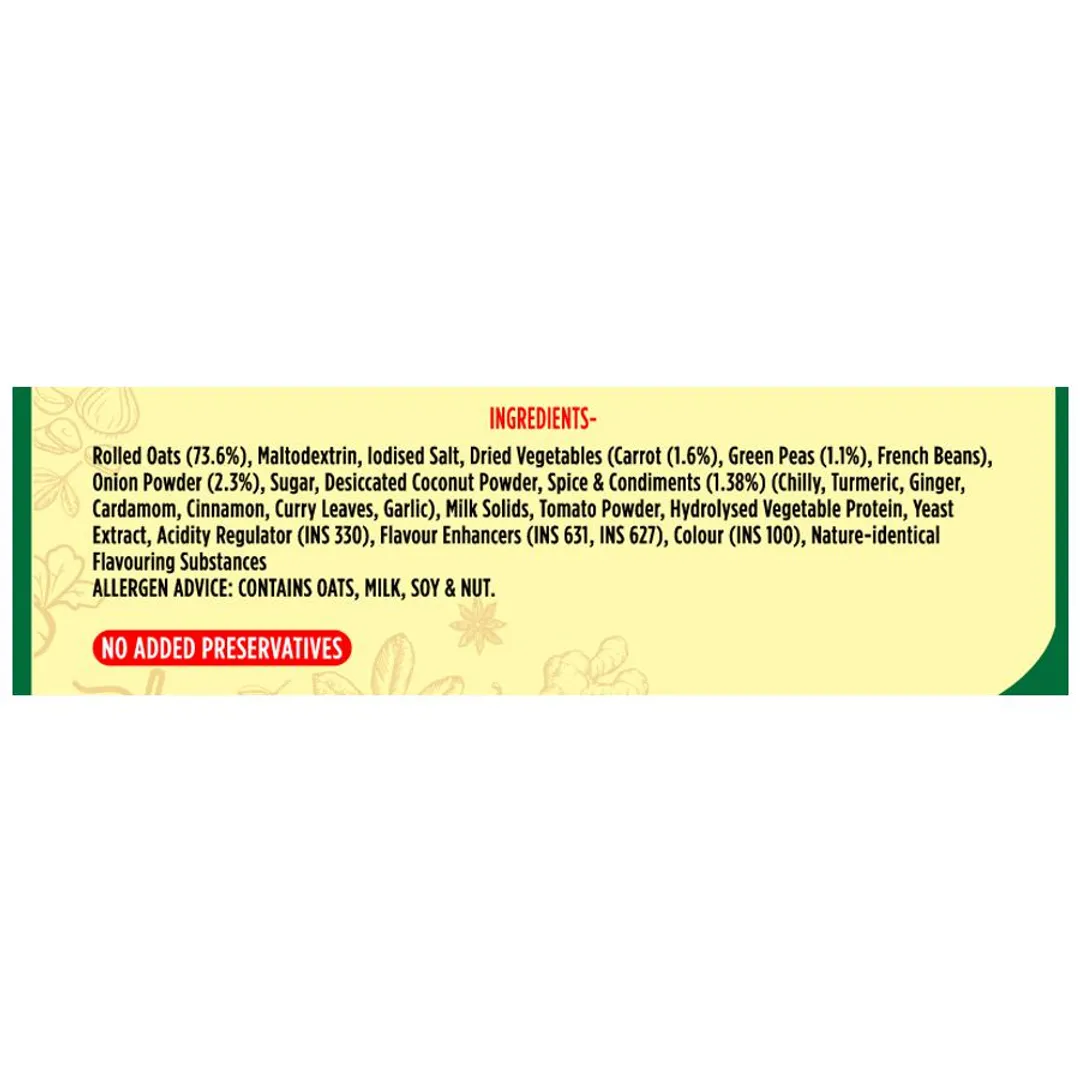 INGREDIENTS-
Rolled Oats (73.6%), Maltodextrin, Iodised Salt, Dried Vegetables (Carrot (1.6%), Green Peas (1.1%), French Beans),
Onion Powder (2.3%), Sugar, Desiccated Coconut Powder, Spice & Condiments (1.38%) (Chilly, Turmeric, Ginger,
Cardamom, Cinnamon, Curry Leaves, Garlic), Milk Solids, Tomato Powder, Hydrolysed Vegetable Protein, Yeast
Extract, Acidity Regulator (INS 330), Flavour Enhancers (INS 631, INS 627), Colour (INS 100), Nature-identical
Flavouring Substances
ALLERGEN ADVICE: CONTAINS OATS, MILK, SOY & NUT.
NO ADDED PRESERVATIVES